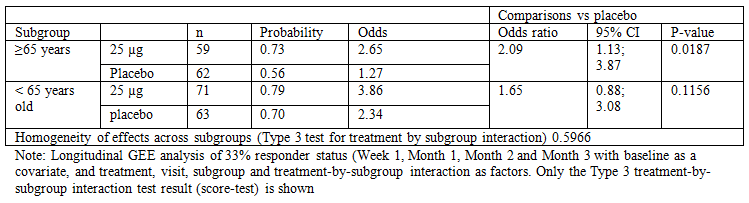 Comparisons vs placebo
Subgroup n Probability Odds Odds ratio 95% CI P-value
≥65 years 25 µg 59 0.73 2.65 2.09 1.13; 3.87 0.0187
Placebo 62 0.56 1.27
< 65 years old 25 µg 71 0.79 3.86 1.65 0.88; 3.08 0.1156
placebo 63 0.70 2.34
Homogeneity of effects across subgroups (Type 3 test for treatment by subgroup interaction) 0.5966
Note: Longitudinal GEE analysis of 33% responder status (Week 1, Month 1, Month 2 and Month 3 with baseline as a
covariate, and treatment, visit, subgroup and treatment-by-subgroup interaction as factors. Only the Type 3 treatment-by-
subgroup interaction test result (score-test) is shown